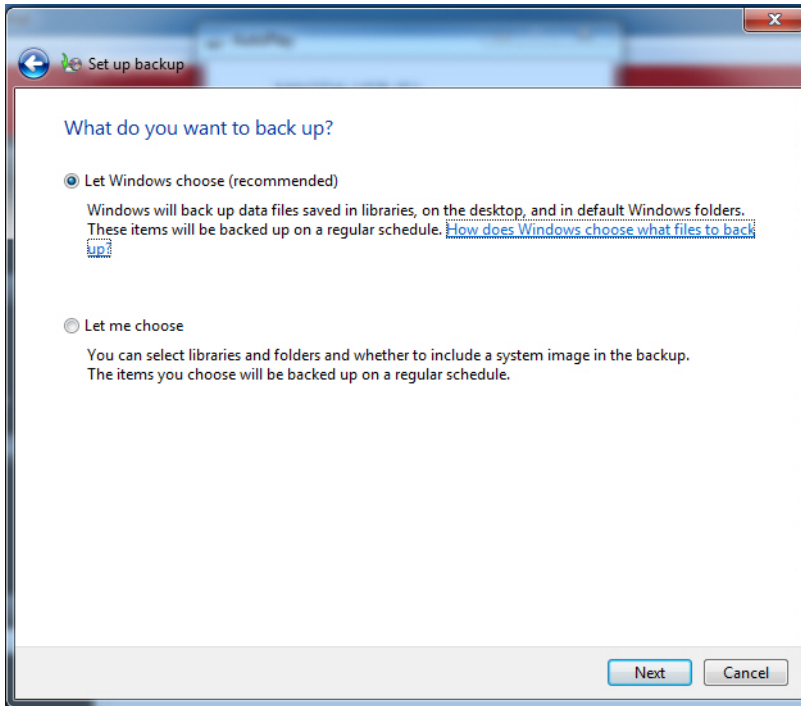 AutoPlay
Set up backup
What do you want to back up?
Let Windows choose (recommended)
Windows will back up data files saved in libraries, on the desktop, and in default Windows folders.
These items will be backed up on a regular schedule. How does Windows choose what files to back
up?
Let me choose
You can select libraries and folders and whether to include a system image in the backup.
The items you choose will be backed up on a regular schedule.
Next
Cancel